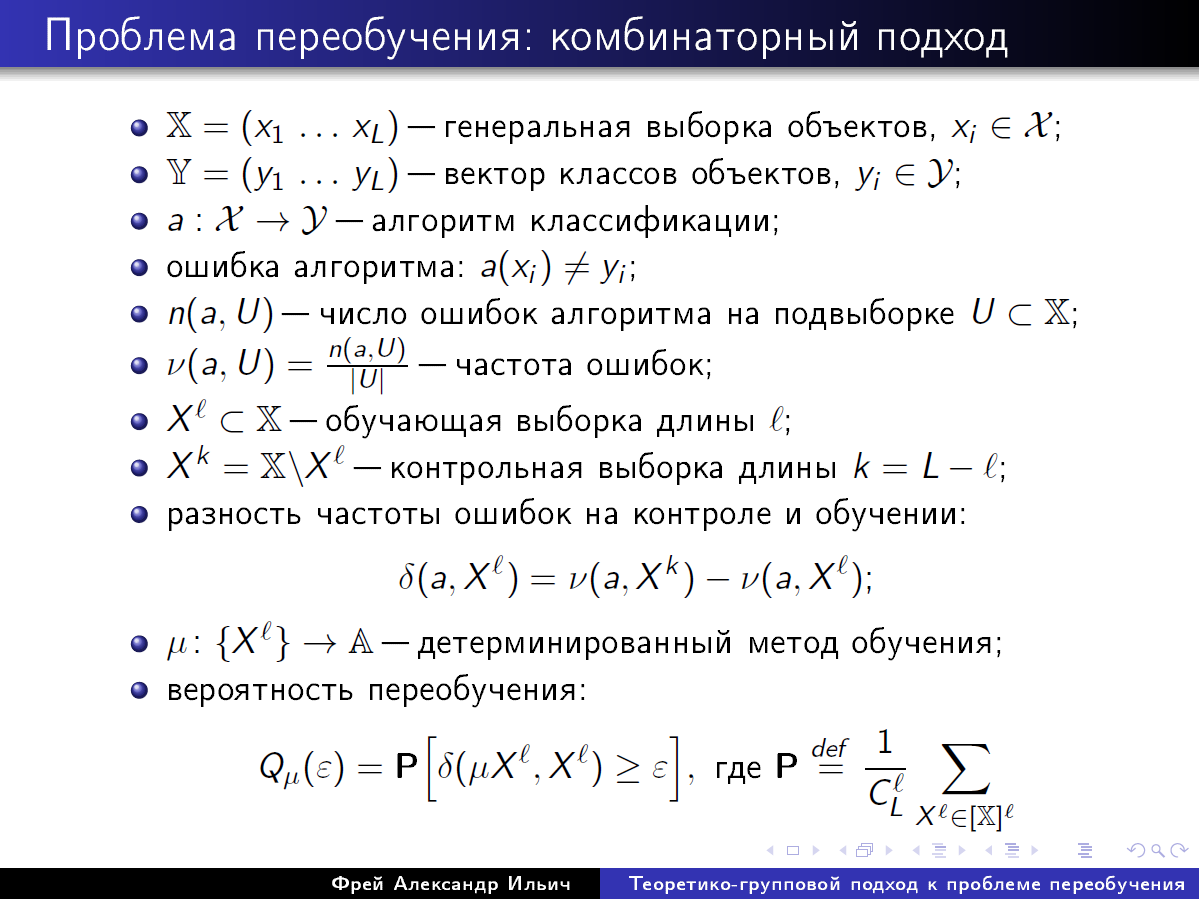 Проблема переобучения: комбинаторный подход
𝕏 = (x₁ … x_L) — генеральная выборка объектов, xᵢ ∈ 𝒳;
𝕐 = (y₁ … y_L) — вектор классов объектов, yᵢ ∈ 𝒴;
a : 𝒳 → 𝒴 — алгоритм классификации;
ошибка алгоритма: a(xᵢ) ≠ yᵢ;
n(a, U) — число ошибок алгоритма на подвыборке U ⊂ 𝕏;
ν(a, U) = n(a,U)/|U| — частота ошибок;
X^ℓ ⊂ 𝕏 — обучающая выборка длины ℓ;
X^k = 𝕏\X^ℓ — контрольная выборка длины k = L − ℓ;
разность частоты ошибок на контроле и обучении:
δ(a, X^ℓ) = ν(a, X^k) − ν(a, X^ℓ);
μ: {X^ℓ} → 𝔸 — детерминированный метод обучения;
вероятность переобучения:
Q_μ(ε) = P[δ(μX^ℓ, X^ℓ) ≥ ε], где P def= 1/C_L^ℓ ∑_{X^ℓ∈[𝕏]^ℓ}
Фрей Александр Ильич
Теоретико-групповой подход к проблеме переобучения